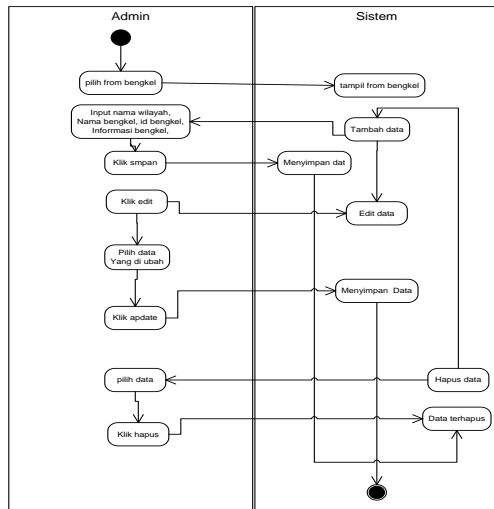 Admin
Sistem
pilih from bengkel
tampil from bengkel
Input nama wilayah,
Nama bengkel, id bengkel,
Inforrmasi bengkel,
Tambah data
Klik smpan
Menyimpan dat
Klik edit
Edit data
Pilih data
Yang di ubah
Klik apdate
Menyimpan Data
pilih data
Hapus data
Klik hapus
Data terhapus